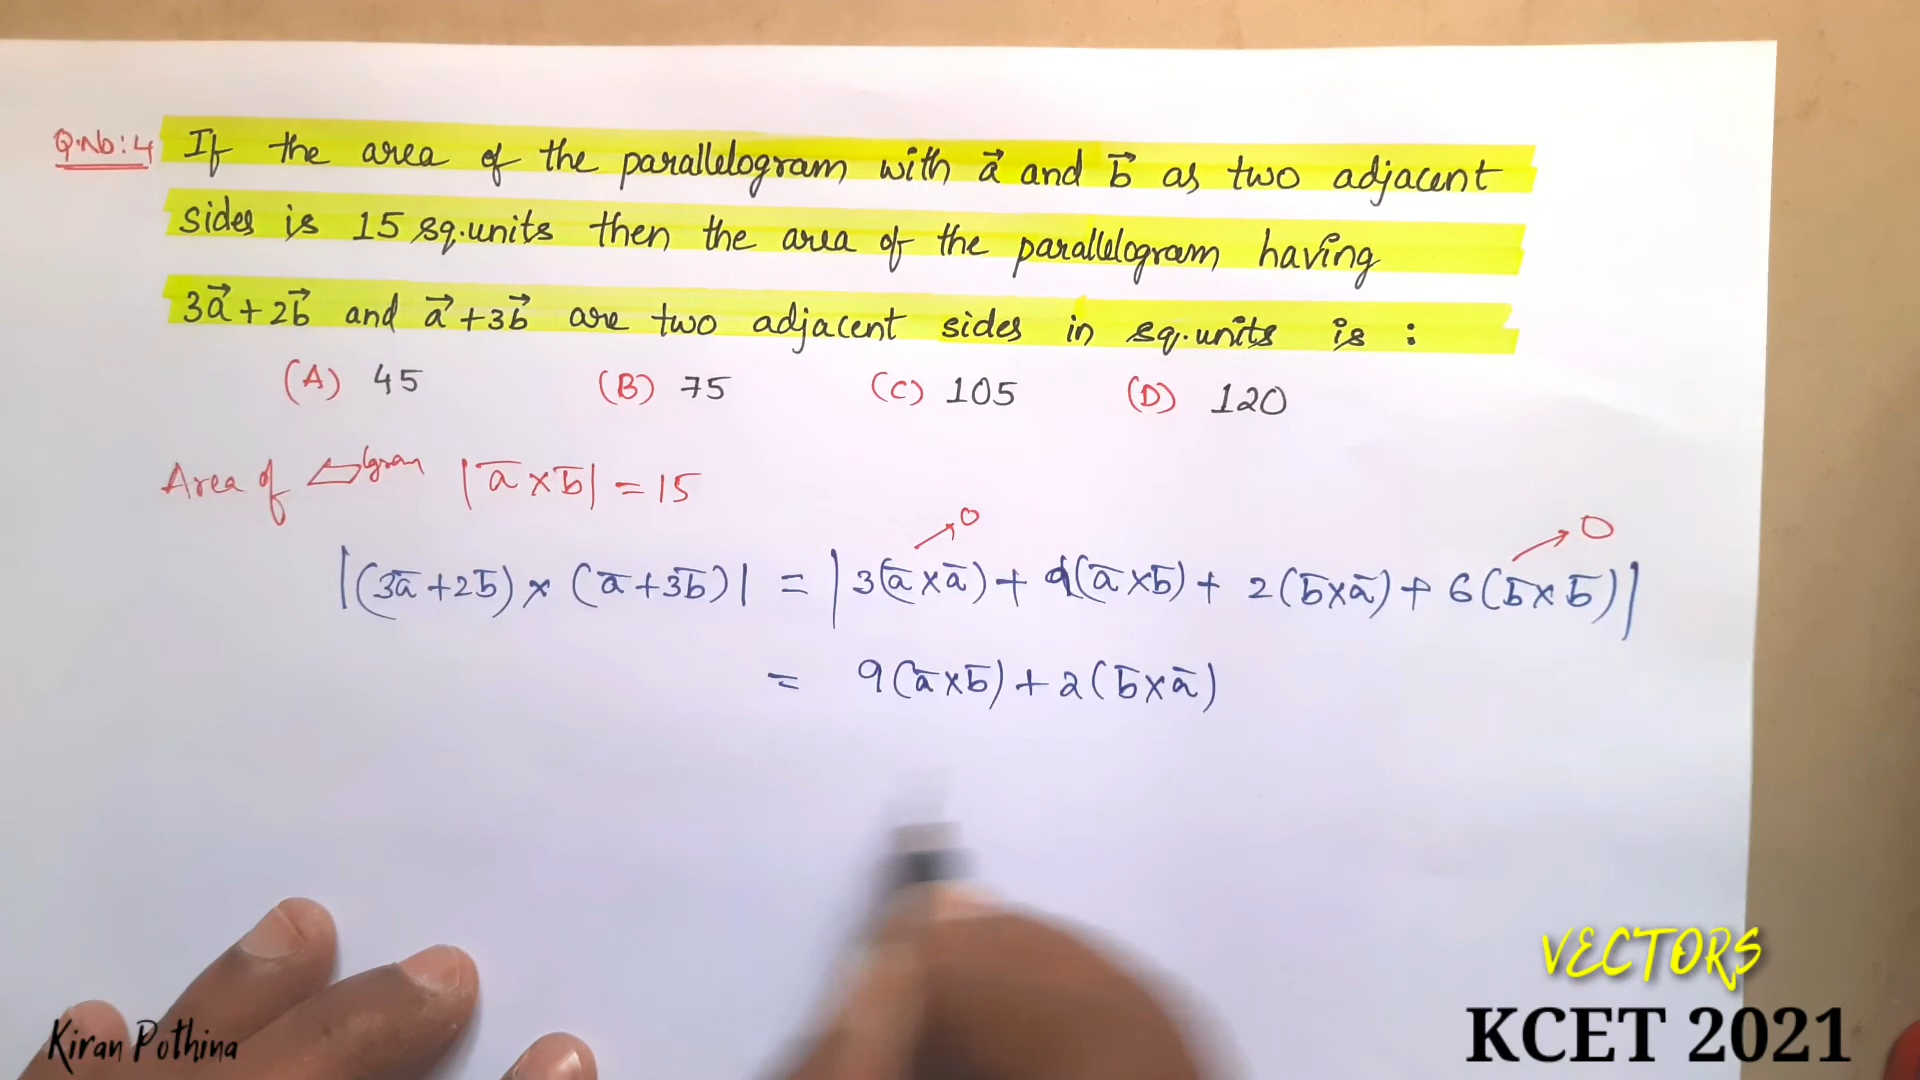 Q.No:4 If the area of the parallelogram with a⃗ and b⃗ as two adjacent
sides is 15 sq.units then the area of the parallelogram having
3a⃗+2b⃗ and a⃗+3b⃗ are two adjacent sides in sq.units is :
(A) 45 (B) 75 (C) 105 (D) 120
Area of ▱gram |a̅ × b̅| = 15
0 0
|(3a̅+2b̅) × (a̅+3b̅)| = |3(a̅×a̅) + 9(a̅×b̅) + 2(b̅×a̅) + 6(b̅×b̅)|
= 9(a̅×b̅) + 2(b̅×a̅)
VECTORS
KCET 2021
Kiran Pothina